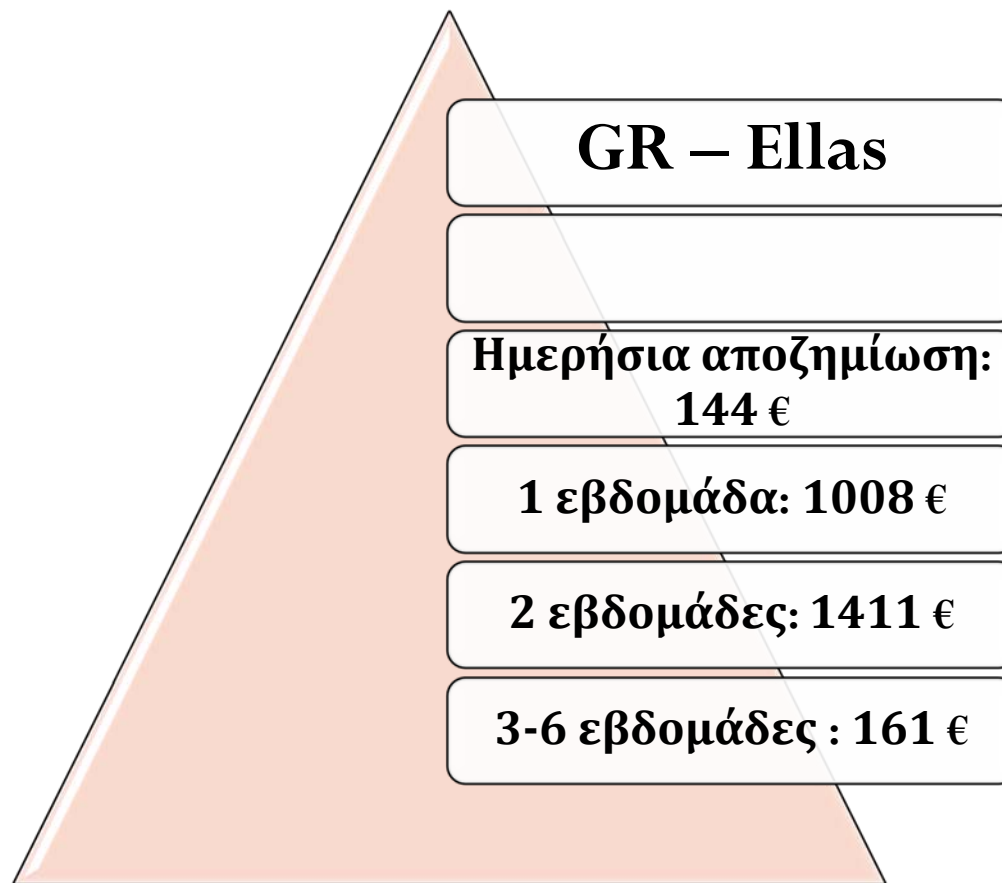 GR – Ellas
Ημερήσια αποζημίωση:
144 €
1 εβδομάδα: 1008 €
2 εβδομάδες: 1411 €
3-6 εβδομάδες : 161 €